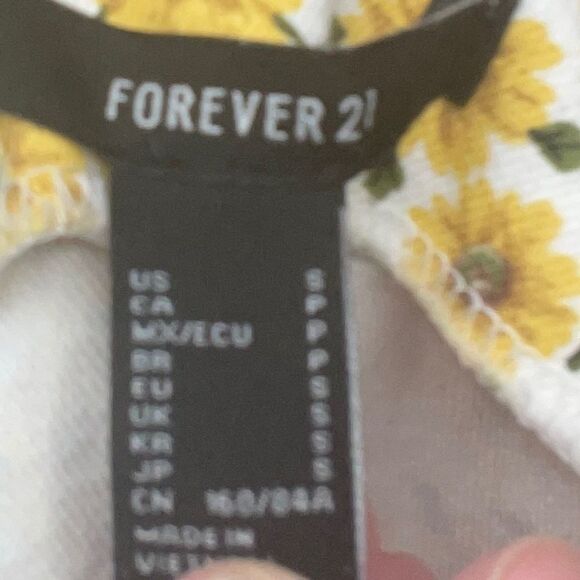 FOREVER 21
US S
CA P
MX/ECU P
BR P
EU S
UK S
KR S
JP S
CN 160/84A
MADE IN